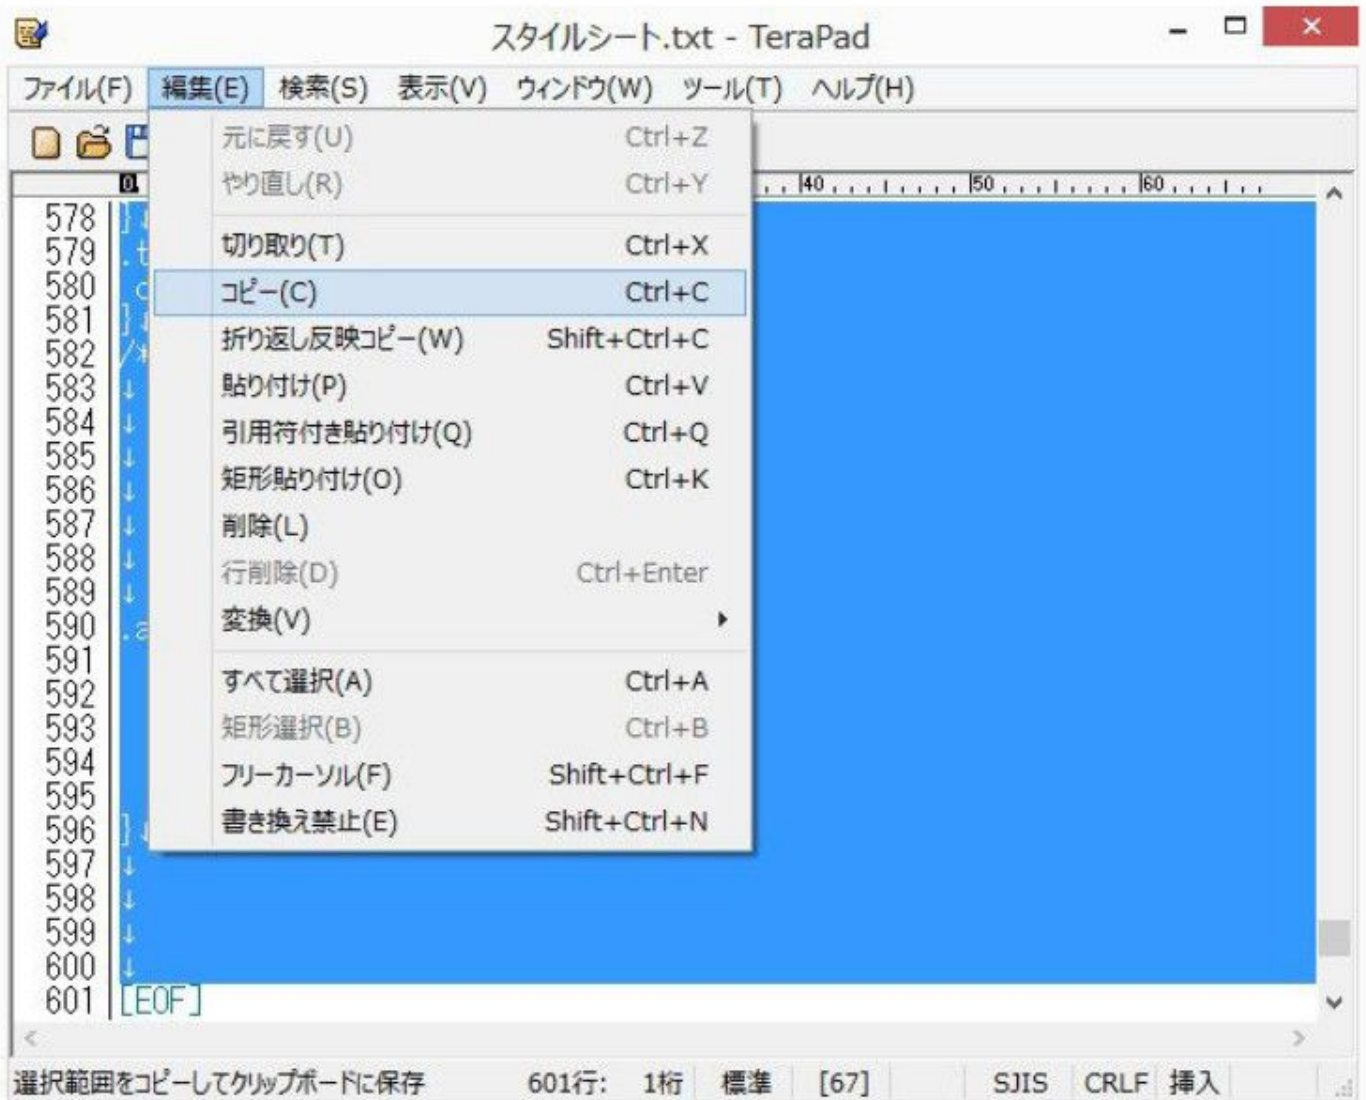 スタイルシート.txt - TeraPad
ファイル(F) 編集(E) 検索(S) 表示(V) ウィンドウ(W) ツール(T) ヘルプ(H)
元に戻す(U) Ctrl+Z
やり直し(R) Ctrl+Y
切り取り(T) Ctrl+X
コピー(C) Ctrl+C
折り返し反映コピー(W) Shift+Ctrl+C
貼り付け(P) Ctrl+V
引用符付き貼り付け(Q) Ctrl+Q
矩形貼り付け(O) Ctrl+K
削除(L)
行削除(D) Ctrl+Enter
変換(V)
すべて選択(A) Ctrl+A
矩形選択(B) Ctrl+B
フリーカーソル(F) Shift+Ctrl+F
書き換え禁止(E) Shift+Ctrl+N
0 40 50 60
578 }↓
579 .t
580 c
581 }↓
582 /*
583 ↓
584 ↓
585 ↓
586 ↓
587 ↓
588 ↓
589 ↓
590 .a
591
592
593
594
595
596 }↓
597 ↓
598 ↓
599 ↓
600 ↓
601 [EOF]
選択範囲をコピーしてクリップボードに保存 601行: 1桁 標準 [67] SJIS CRLF 挿入